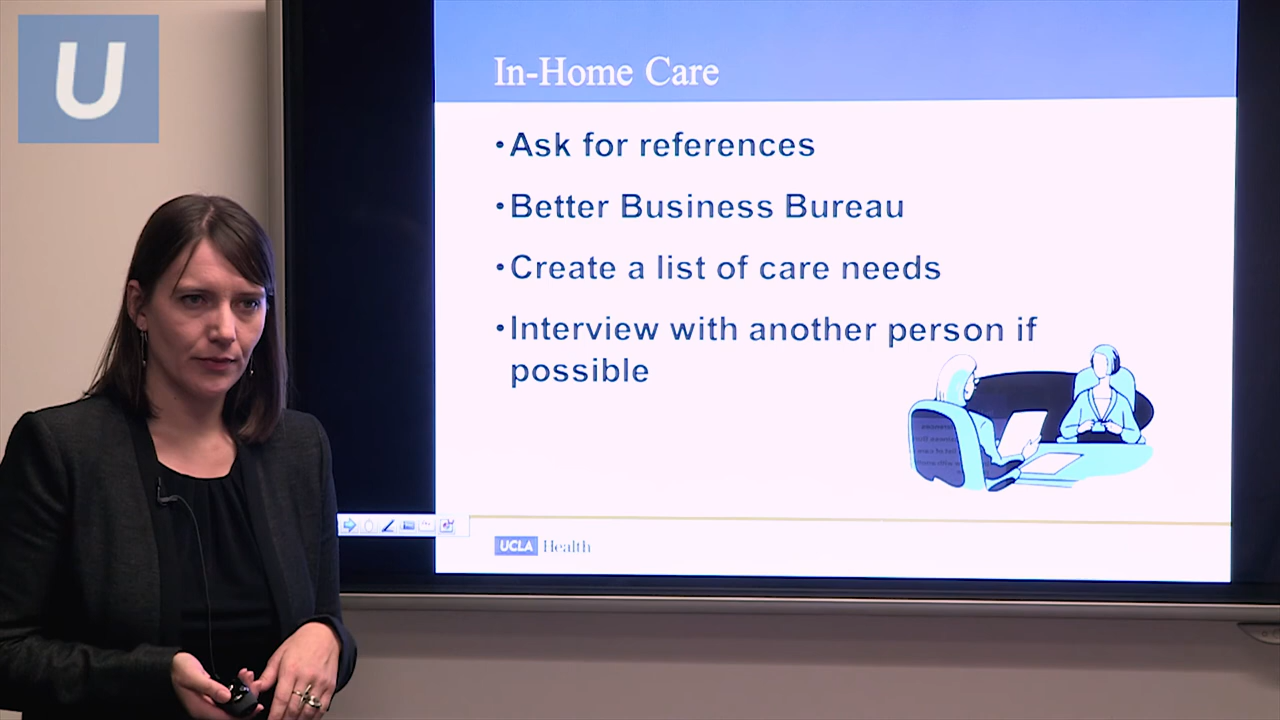 U
In-Home Care
•Ask for references
•Better Business Bureau
•Create a list of care needs
•Interview with another person if
possible
UCLA Health